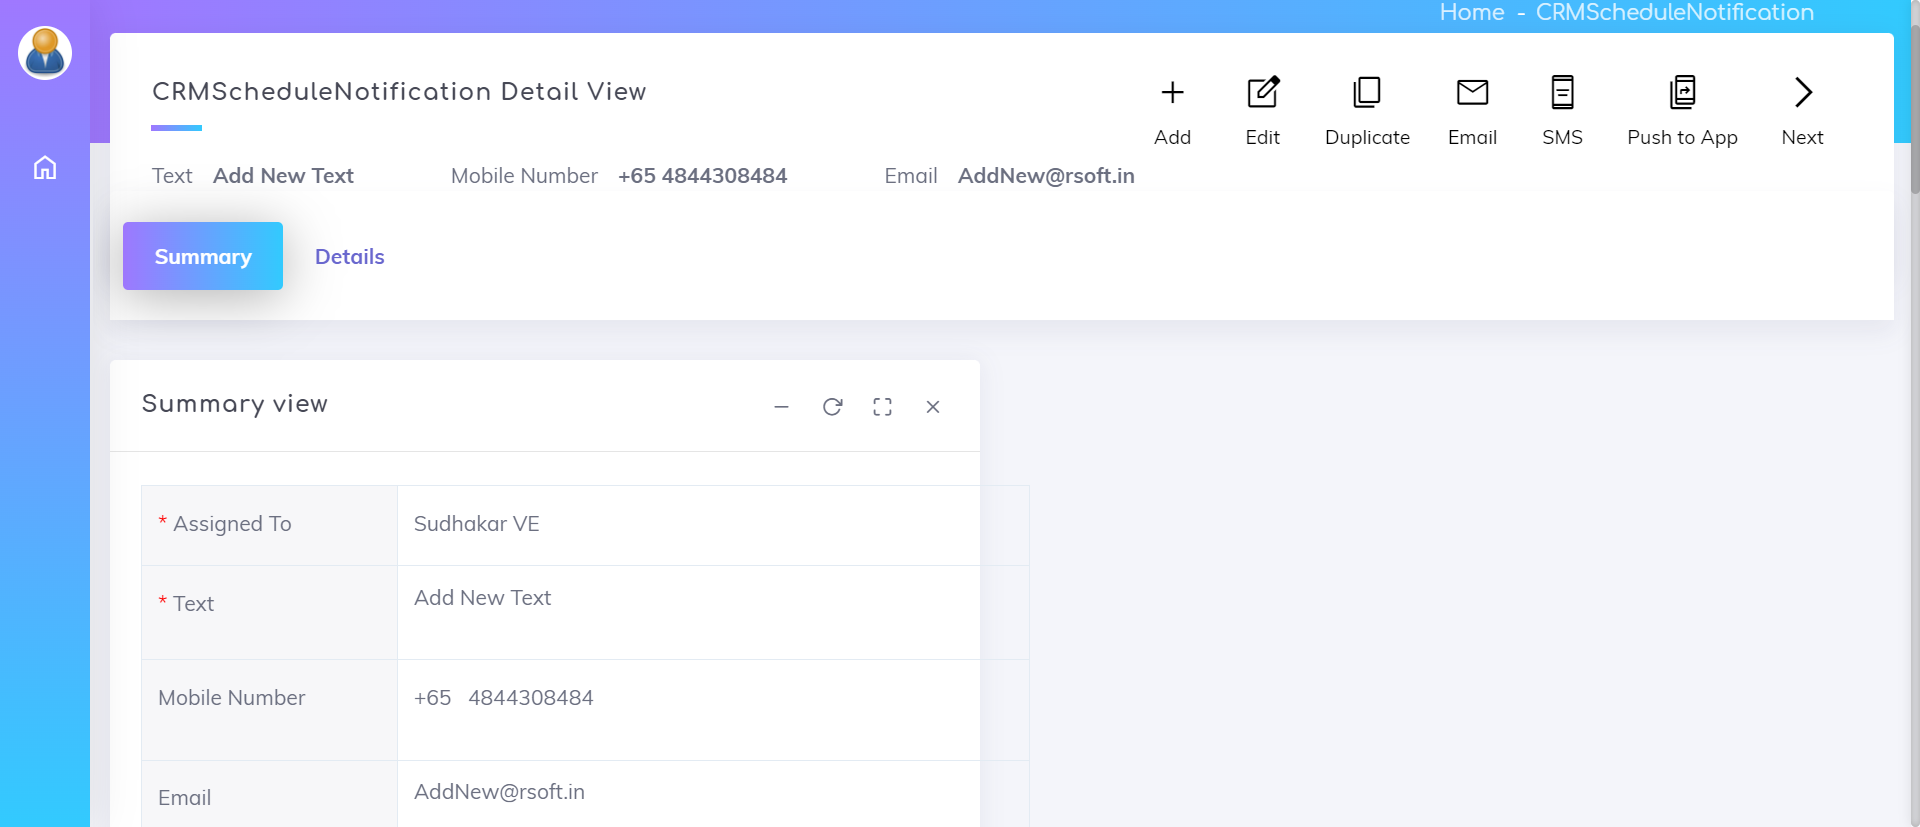 Home - CRMScheduleNotification
CRMScheduleNotification Detail View
Add Edit Duplicate Email SMS Push to App Next
Text Add New Text Mobile Number +65 4844308484 Email AddNew@rsoft.in
Summary Details
Summary view
* Assigned To Sudhakar VE
* Text Add New Text
Mobile Number +65 4844308484
Email AddNew@rsoft.in